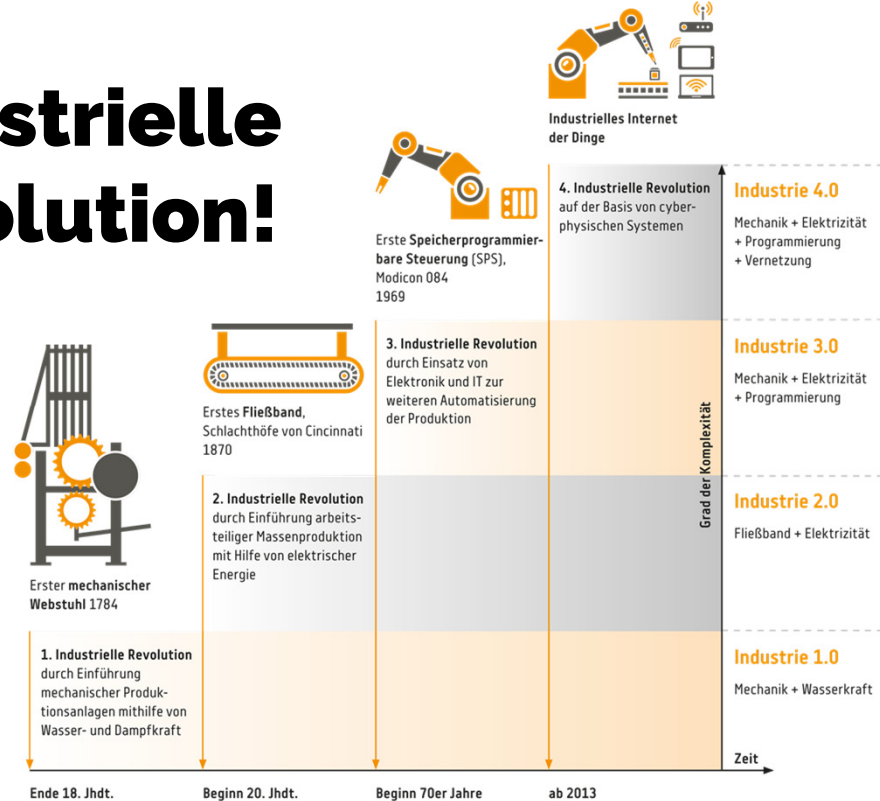 strielle
olution!
Industrielles Internet
der Dinge
4. Industrielle Revolution
auf der Basis von cyber-
physischen Systemen
Industrie 4.0
Mechanik + Elektrizität
+ Programmierung
+ Vernetzung
Erste Speicherprogrammier-
bare Steuerung (SPS),
Modicon 084
1969
3. Industrielle Revolution
durch Einsatz von
Elektronik und IT zur
weiteren Automatisierung
der Produktion
Industrie 3.0
Mechanik + Elektrizität
+ Programmierung
Erstes Fließband,
Schlachthöfe von Cincinnati
1870
Grad der Komplexität
2. Industrielle Revolution
durch Einführung arbeits-
teiliger Massenproduktion
mit Hilfe von elektrischer
Energie
Industrie 2.0
Fließband + Elektrizität
Erster mechanischer
Webstuhl 1784
1. Industrielle Revolution
durch Einführung
mechanischer Produk-
tionsanlagen mithilfe von
Wasser- und Dampfkraft
Industrie 1.0
Mechanik + Wasserkraft
Zeit
Ende 18. Jhdt.
Beginn 20. Jhdt.
Beginn 70er Jahre
ab 2013